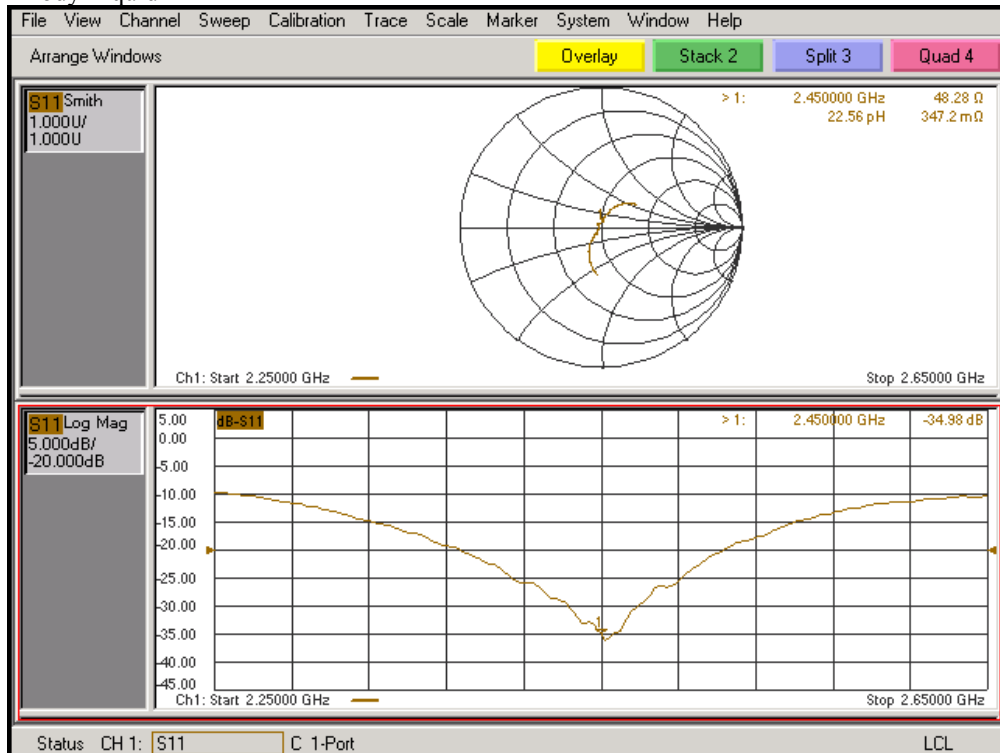 File View Channel Sweep Calibration Trace Scale Marker System Window Help
Arrange Windows
Overlay Stack 2 Split 3 Quad 4
S11 Smith
1.000U/
1.000U
> 1: 2.450000 GHz 48.28 Ω
22.56 pH 347.2 mΩ
Ch1: Start 2.25000 GHz
Stop 2.65000 GHz
S11 Log Mag
5.000dB/
-20.000dB
dB-S11
> 1: 2.450000 GHz -34.98 dB
5.00
0.00
-5.00
-10.00
-15.00
-20.00
-25.00
-30.00
-35.00
-40.00
-45.00
1
Ch1: Start 2.25000 GHz
Stop 2.65000 GHz
Status CH 1: S11 C 1-Port LCL